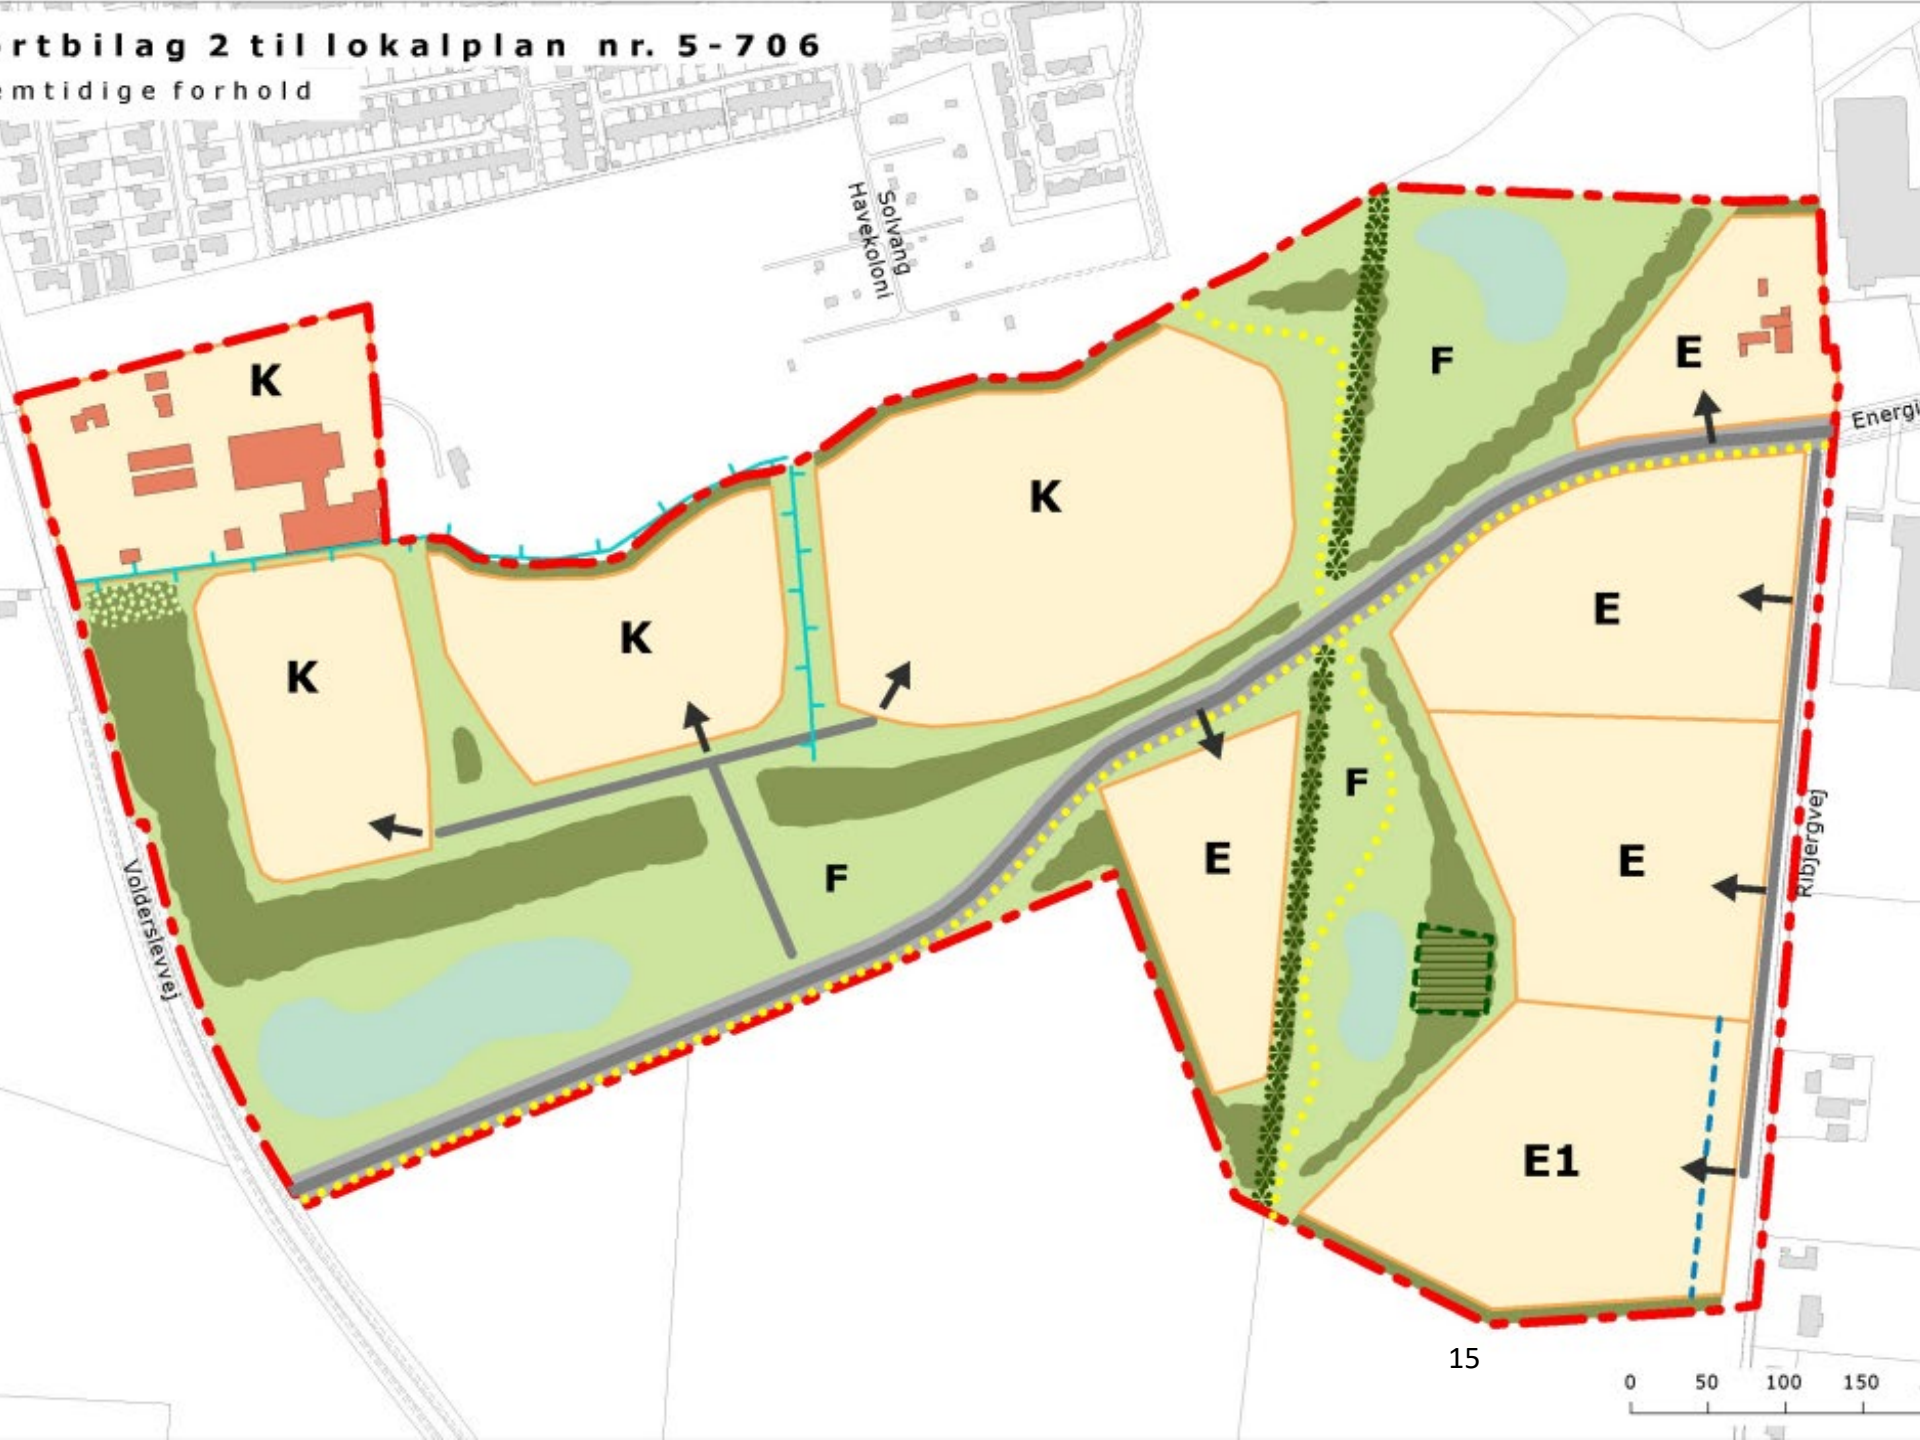 rtbilag 2 til lokalplan nr. 5-706
emtidige forhold
Solvang
Havekoloni
K
F
E
Energi
K
K
K
E
Volderslevvej
F
E
E
Ribjergvej
F
E1
15
0 50 100 150